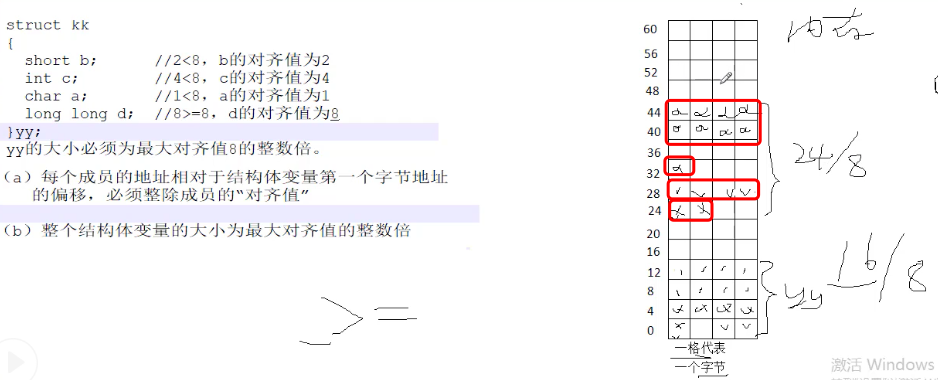 struct kk
{
short b; //2<8, b的对齐值为2
int c; //4<8, c的对齐值为4
char a; //1<8, a的对齐值为1
long long d; //8>=8, d的对齐值为8
}yy;
yy的大小必须为最大对齐值8的整数倍。
(a) 每个成员的地址相对于结构体变量第一个字节地址
的偏移，必须整除成员的“对齐值”
(b) 整个结构体变量的大小为最大对齐值的整数倍
>=
内存
60
56
52
48
44
40
36
32
28
24
20
16
12
8
4
0
24/8
yy 16/8
一格代表
一个字节
激活 Windows